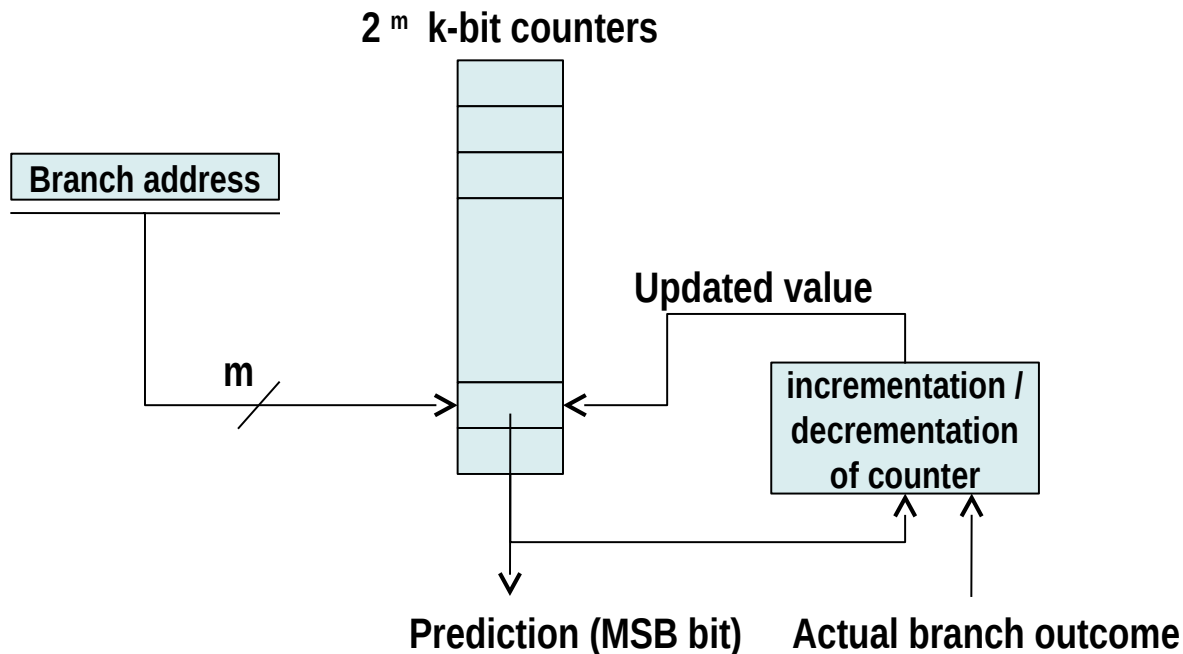 2 ᵐ k-bit counters
Branch address
Updated value
m
incrementation /
decrementation
of counter
Prediction (MSB bit)
Actual branch outcome